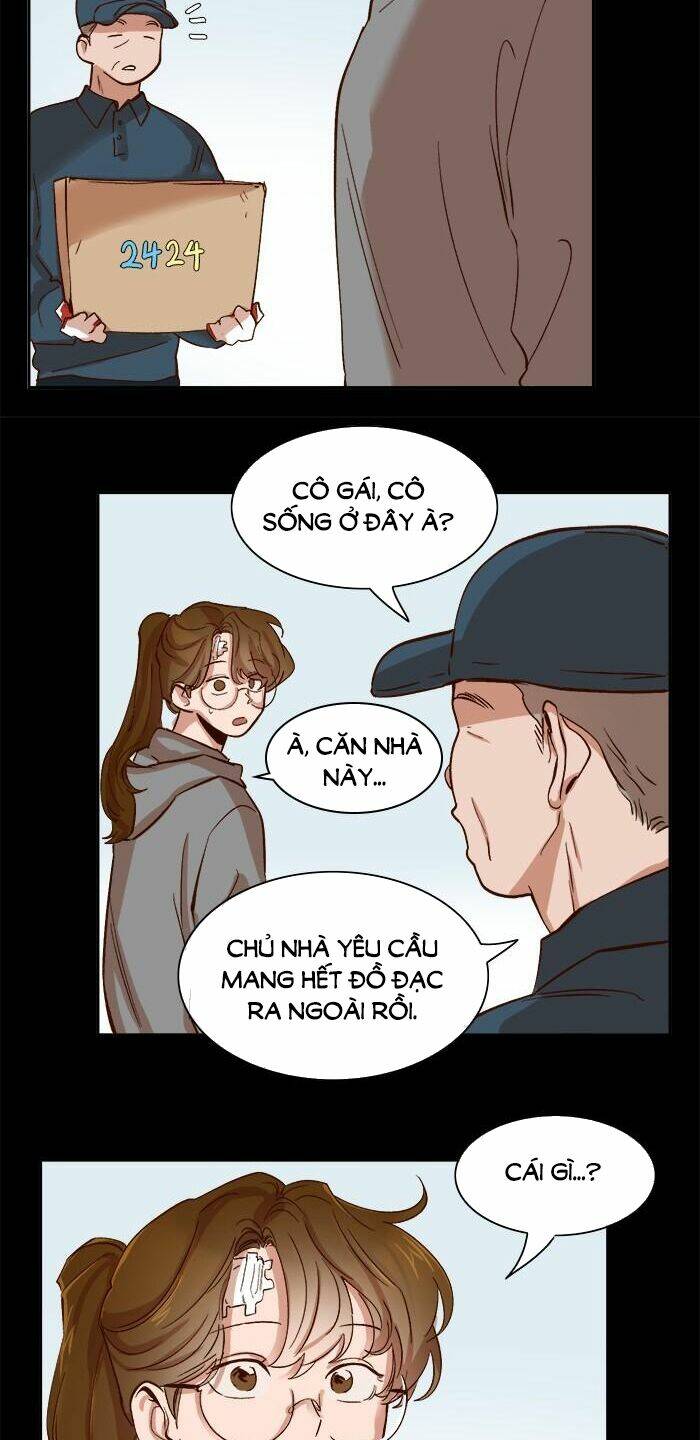 2424
CÔ GÁI, CÔ
SỐNG Ở ĐÂY À?
À, CĂN NHÀ
NÀY...
CHỦ NHÀ YÊU CẦU
MANG HẾT ĐỒ ĐẠC
RA NGOÀI RỒI.
CÁI GÌ...?